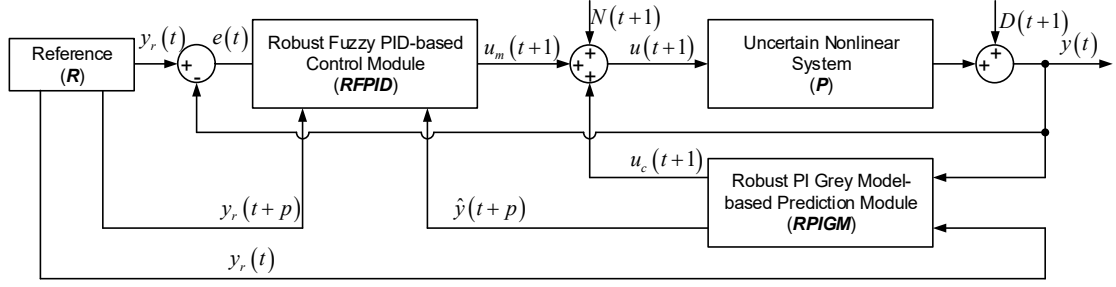 N(t+1)
D(t+1)
y_r(t)
e(t)
u_m(t+1)
u(t+1)
y(t)
Reference
(R)
+
-
Robust Fuzzy PID-based
Control Module
(RFPID)
+
+
+
Uncertain Nonlinear
System
(P)
+
+
u_c(t+1)
Robust PI Grey Model-
based Prediction Module
(RPIGM)
y_r(t+p)
ŷ(t+p)
y_r(t)